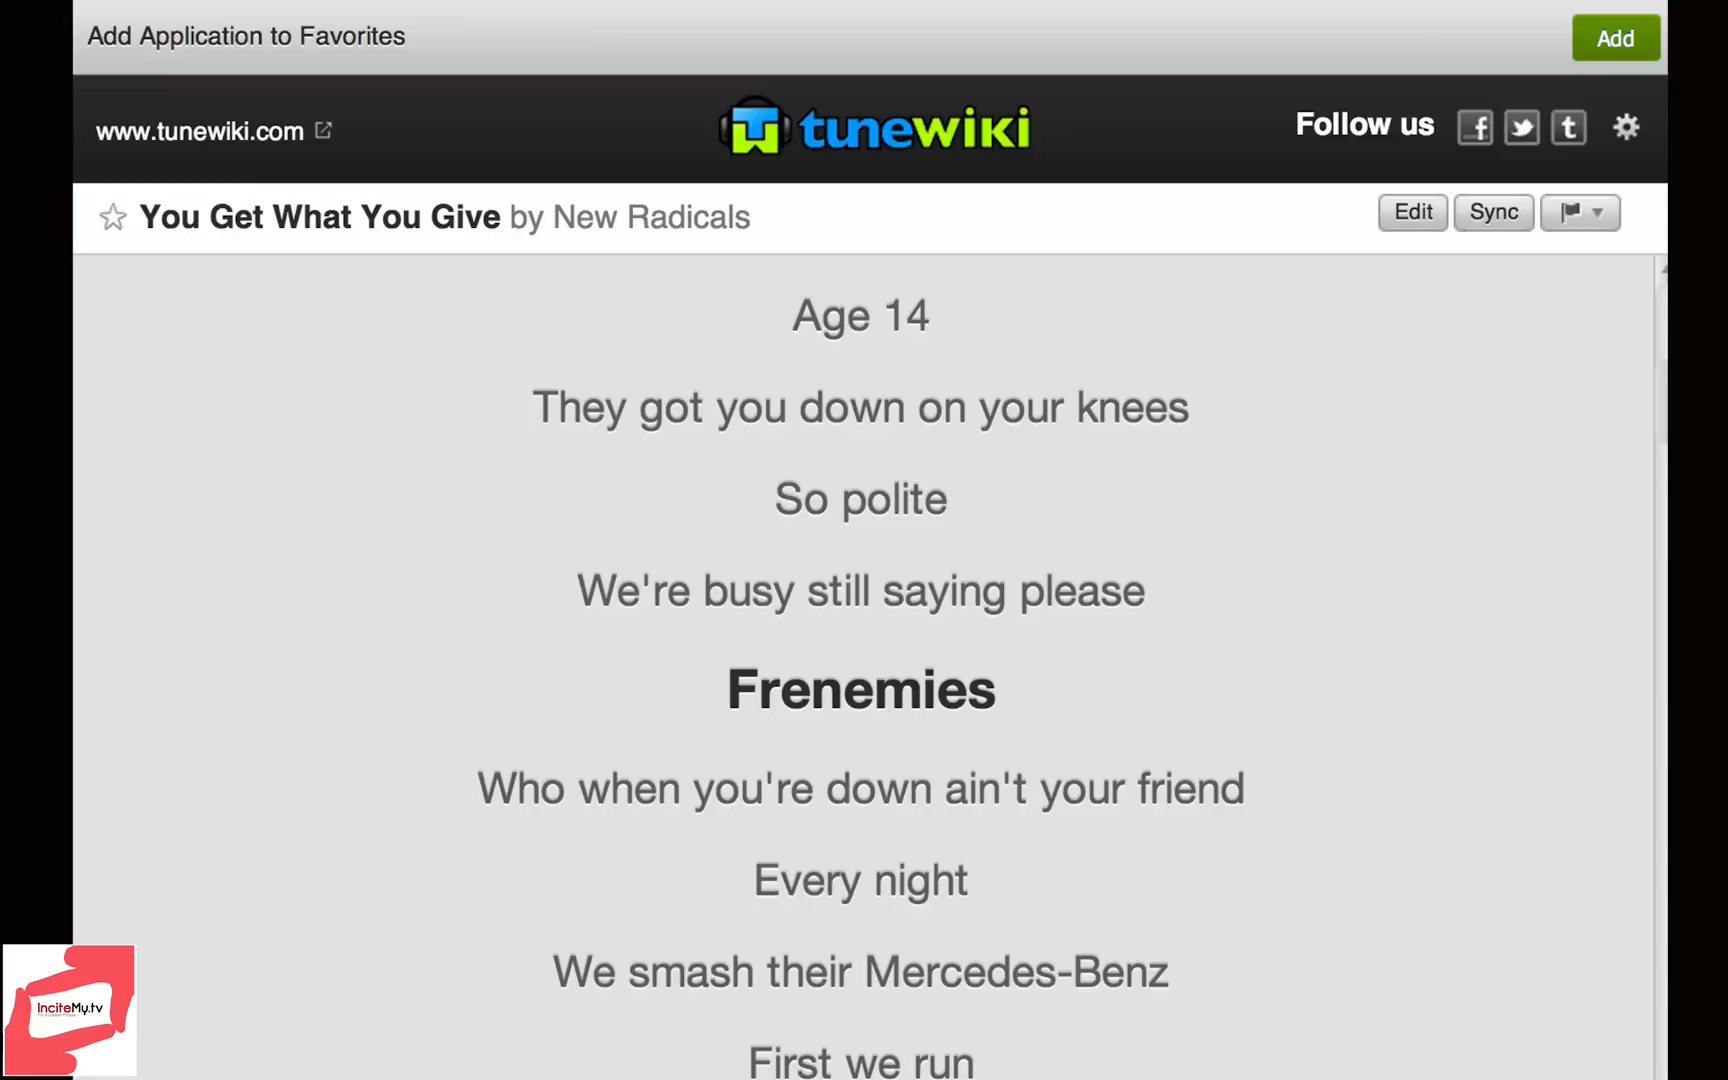 Add Application to Favorites
Add
www.tunewiki.com
tunewiki
Follow us
You Get What You Give by New Radicals
Edit
Sync
Age 14
They got you down on your knees
So polite
We're busy still saying please
Frenemies
Who when you're down ain't your friend
Every night
We smash their Mercedes-Benz
First we run
InciteMy.tv